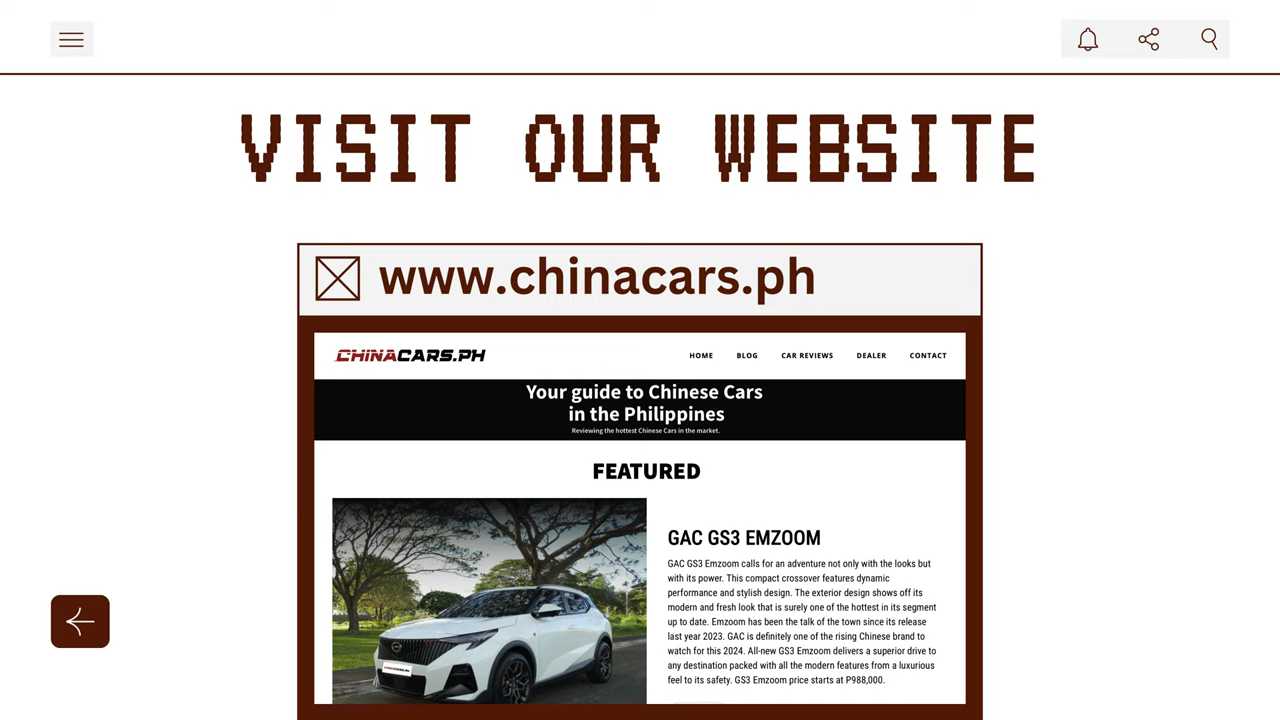 VISIT OUR WEBSITE
www.chinacars.ph
CHINACARS.PH
HOME BLOG CAR REVIEWS DEALER CONTACT
Your guide to Chinese Cars
in the Philippines
Reviewing the hottest Chinese Cars in the market.
FEATURED
GAC GS3 EMZOOM
GAC GS3 Emzoom calls for an adventure not only with the looks but
with its power. This compact crossover features dynamic
performance and stylish design. The exterior design shows off its
modern and fresh look that is surely one of the hottest in its segment
up to date. Emzoom has been the talk of the town since its release
last year 2023. GAC is definitely one of the rising Chinese brand to
watch for this 2024. All-new GS3 Emzoom delivers a superior drive to
any destination packed with all the modern features from a luxurious
feel to its safety. GS3 Emzoom price starts at P988,000.
CHINACARS.PH